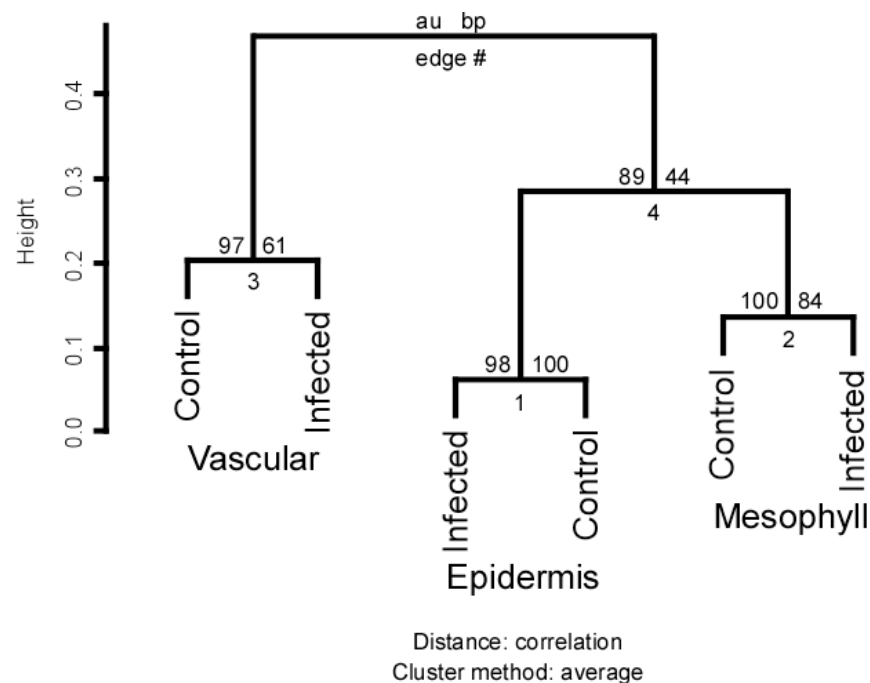 au bp
edge #
0.4
0.3
0.2
0.1
0.0
Height
89 44
4
97 61
3
100 84
2
98 100
1
Control
Infected
Vascular
Infected
Control
Epidermis
Control
Infected
Mesophyll
Distance: correlation
Cluster method: average